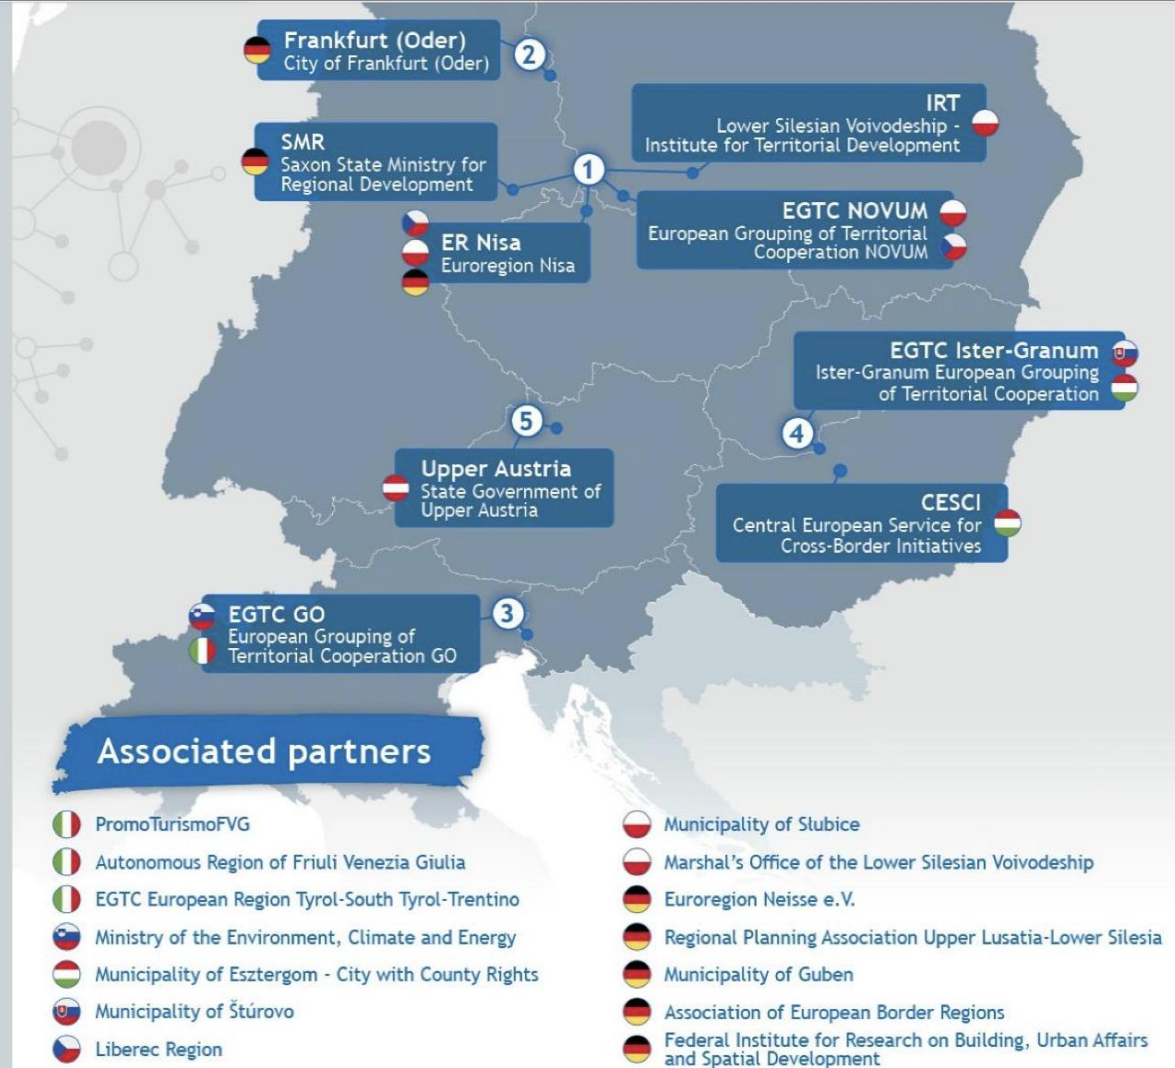 Frankfurt (Oder)
City of Frankfurt (Oder)
2
IRT
Lower Silesian Voivodeship -
Institute for Territorial Development
SMR
Saxon State Ministry for
Regional Development
1
EGTC NOVUM
European Grouping of Territorial
Cooperation NOVUM
ER Nisa
Euroregion Nisa
EGTC Ister-Granum
Ister-Granum European Grouping
of Territorial Cooperation
5
4
Upper Austria
State Government of
Upper Austria
CESCI
Central European Service for
Cross-Border Initiatives
EGTC GO
European Grouping of
Territorial Cooperation GO
3
Associated partners
PromoTurismoFVG
Autonomous Region of Friuli Venezia Giulia
EGTC European Region Tyrol-South Tyrol-Trentino
Ministry of the Environment, Climate and Energy
Municipality of Esztergom - City with County Rights
Municipality of Štúrovo
Liberec Region
Municipality of Słubice
Marshal's Office of the Lower Silesian Voivodeship
Euroregion Neisse e.V.
Regional Planning Association Upper Lusatia-Lower Silesia
Municipality of Guben
Association of European Border Regions
Federal Institute for Research on Building, Urban Affairs
and Spatial Development